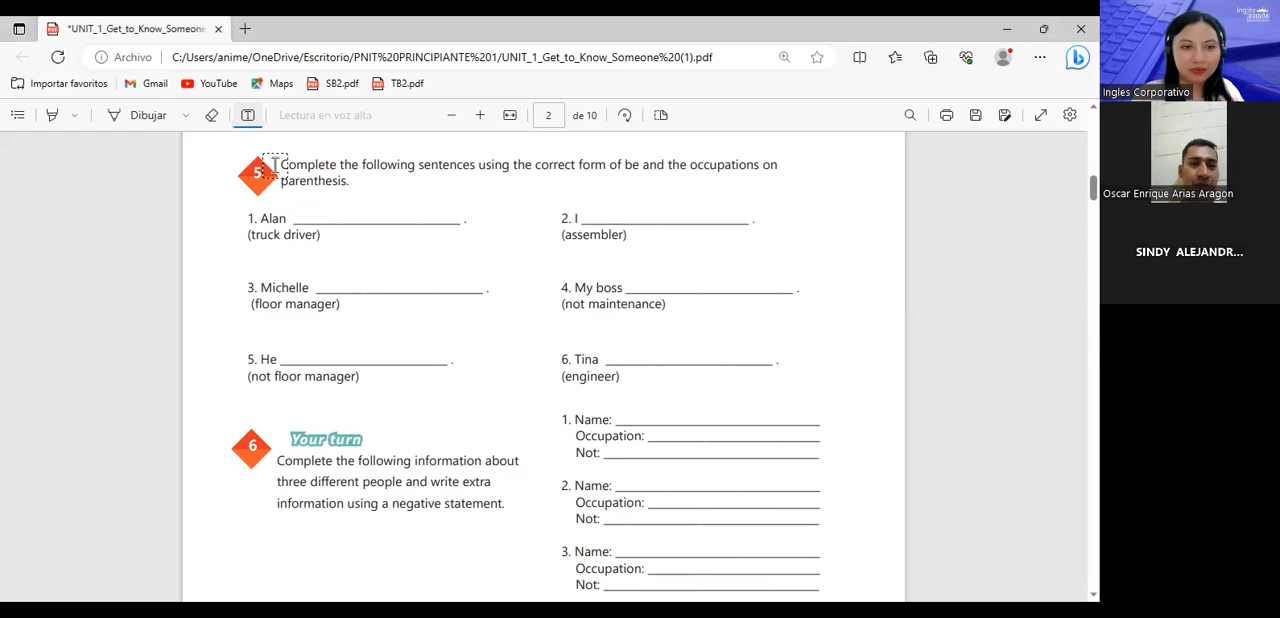 *UNIT_1_Get_to_Know_Someone
Archivo
C:/Users/anime/OneDrive/Escritorio/PNIT%20PRINCIPIANTE%201/UNIT_1_Get_to_Know_Someone%20(1).pdf
Importar favoritos
Gmail
YouTube
Maps
SB2.pdf
TB2.pdf
Dibujar
Lectura en voz alta
2
de 10
5
Complete the following sentences using the correct form of be and the occupations on
parenthesis.
1. Alan ________________________ .
(truck driver)
2. I ________________________ .
(assembler)
3. Michelle ________________________ .
(floor manager)
4. My boss ________________________ .
(not maintenance)
5. He ________________________ .
(not floor manager)
6. Tina ________________________ .
(engineer)
6
Your turn
Complete the following information about
three different people and write extra
information using a negative statement.
1. Name: ________________________
Occupation: ________________________
Not: ________________________
2. Name: ________________________
Occupation: ________________________
Not: ________________________
3. Name: ________________________
Occupation: ________________________
Not: ________________________
Ingles Corporativo
Oscar Enrique Arias Aragon
SINDY ALEJANDR...